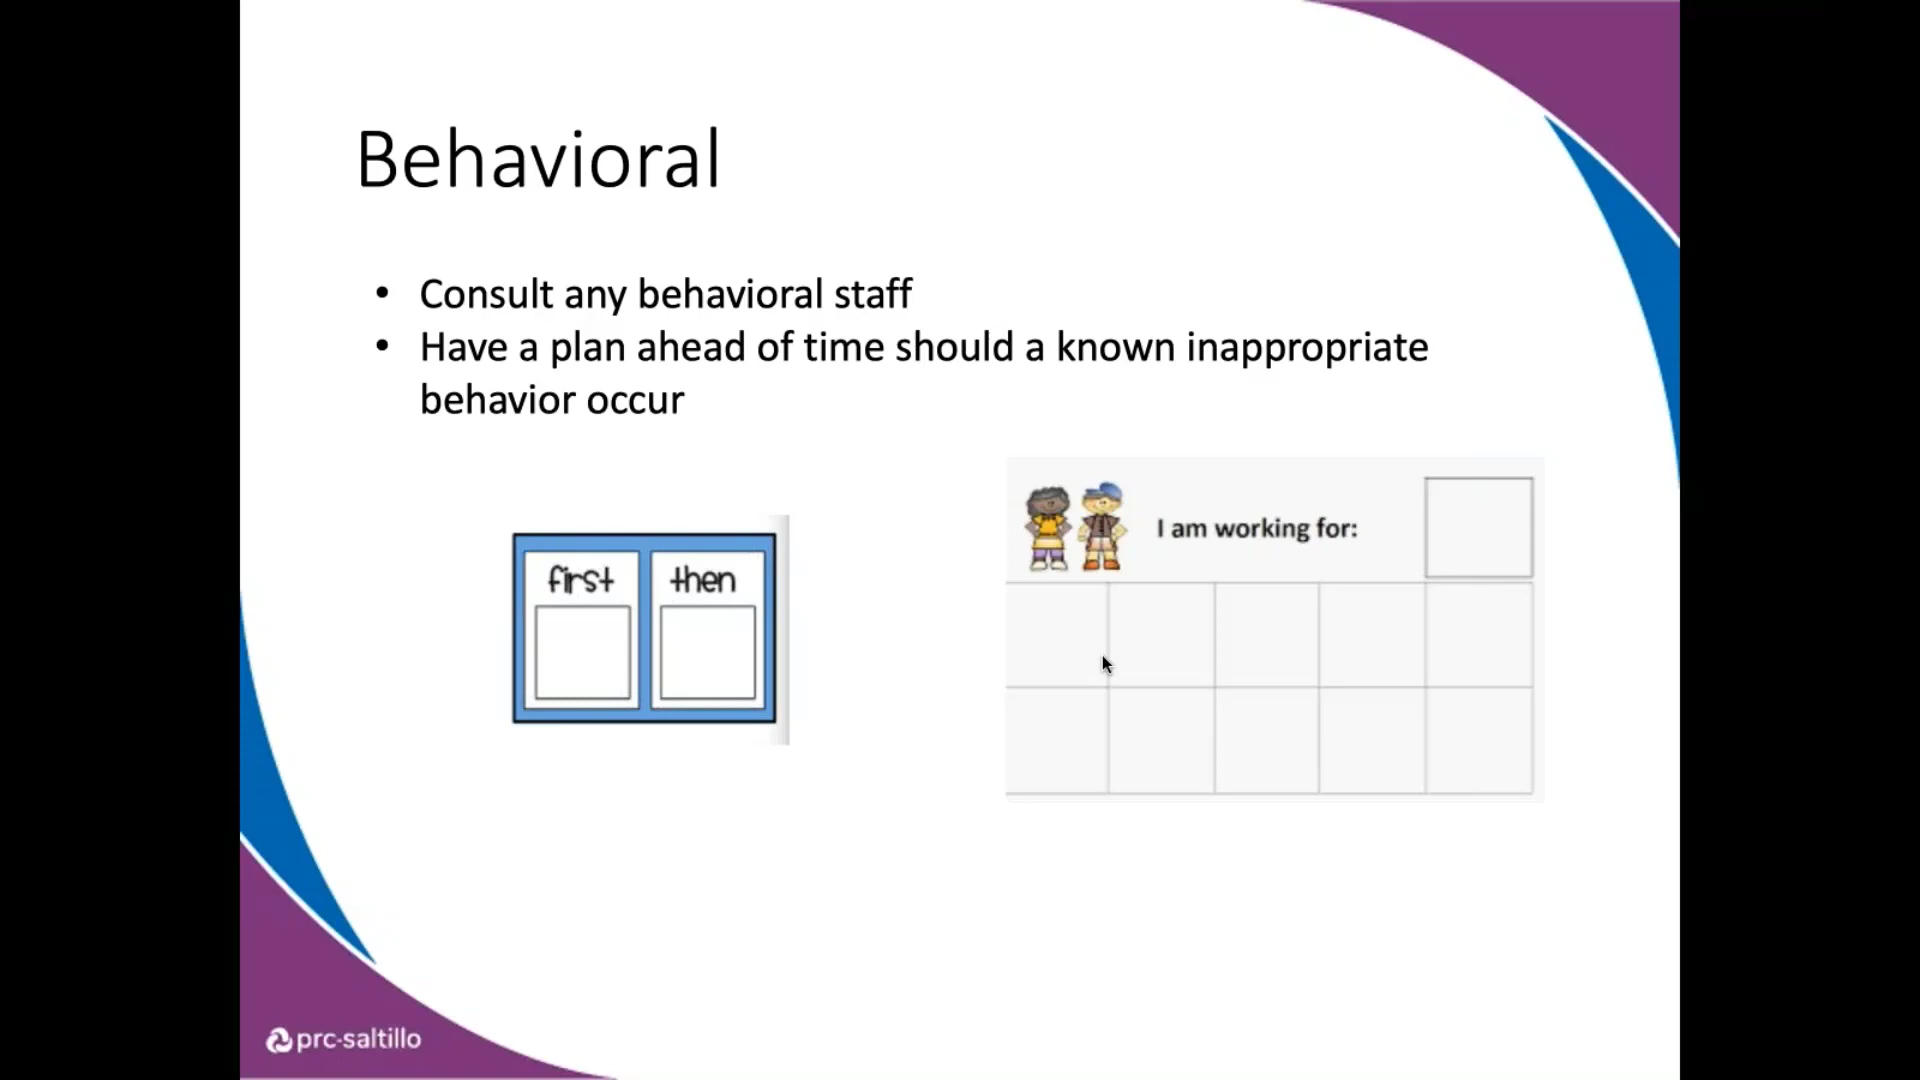 Behavioral
• Consult any behavioral staff
• Have a plan ahead of time should a known inappropriate
behavior occur
first then
I am working for:
prc-saltillo